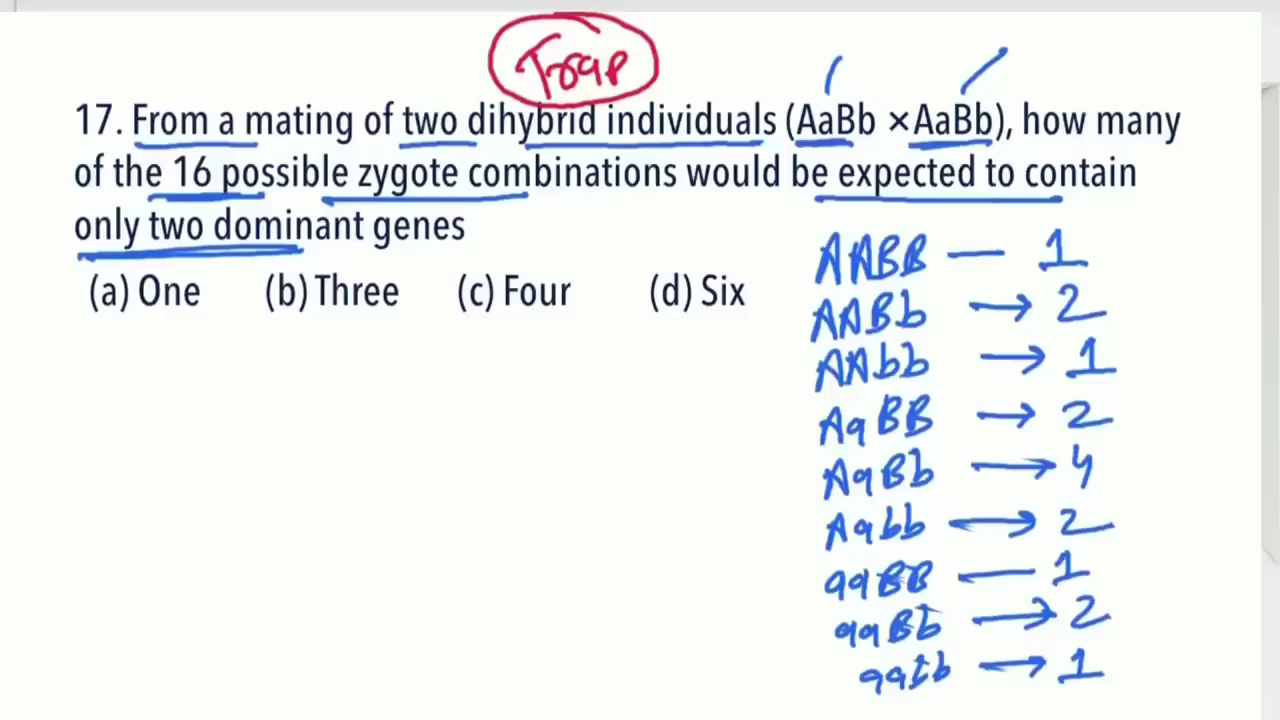 Trap
17. From a mating of two dihybrid individuals (AaBb ×AaBb), how many
of the 16 possible zygote combinations would be expected to contain
only two dominant genes
(a) One (b) Three (c) Four (d) Six
AABB — 1
AABb → 2
AAbb → 1
AaBB → 2
AaBb → 4
Aabb → 2
aaBB — 1
aaBb → 2
aabb → 1